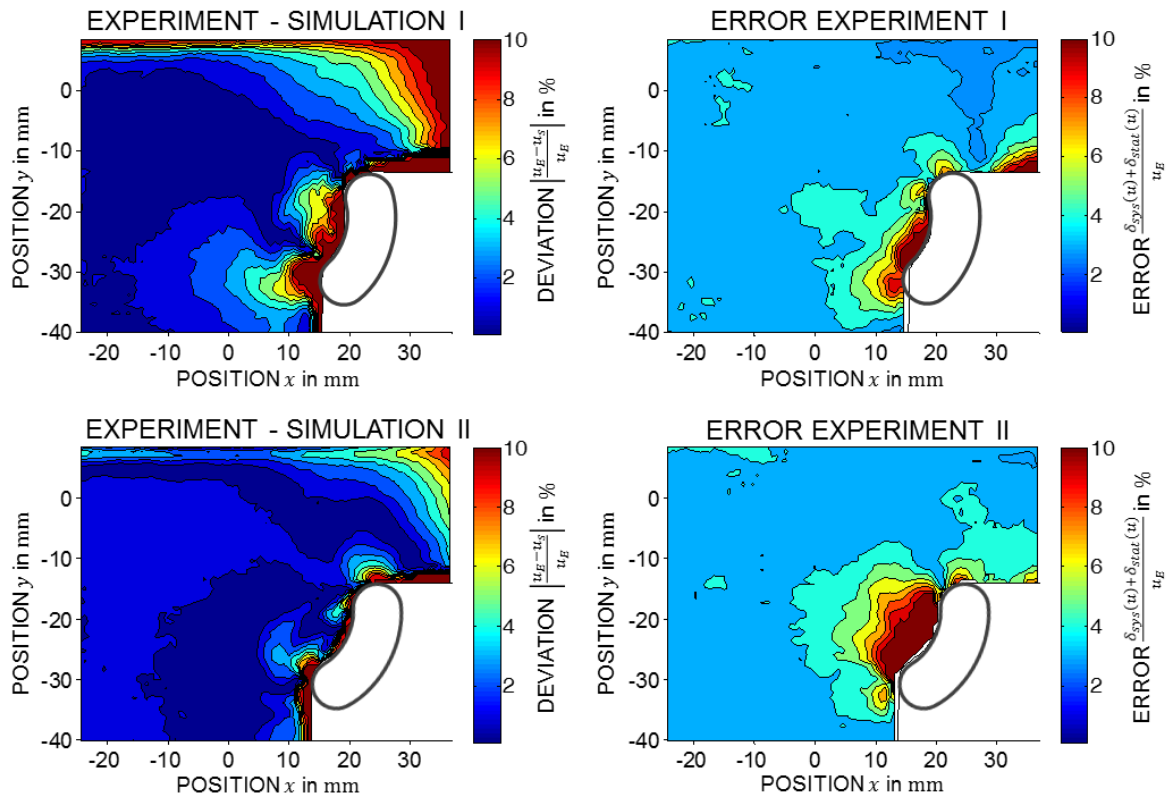 EXPERIMENT - SIMULATION I
POSITION y in mm
0
-10
-20
-30
-40
-20 -10 0 10 20 30
POSITION x in mm
10
8
6
4
2
DEVIATION |u_E−u_S / u_E| in %
ERROR EXPERIMENT I
POSITION y in mm
0
-10
-20
-30
-40
-20 -10 0 10 20 30
POSITION x in mm
10
8
6
4
2
ERROR δ_sys(u)+δ_stat(u) / u_E in %
EXPERIMENT - SIMULATION II
POSITION y in mm
0
-10
-20
-30
-40
-20 -10 0 10 20 30
POSITION x in mm
10
8
6
4
2
DEVIATION |u_E−u_S / u_E| in %
ERROR EXPERIMENT II
POSITION y in mm
0
-10
-20
-30
-40
-20 -10 0 10 20 30
POSITION x in mm
10
8
6
4
2
ERROR δ_sys(u)+δ_stat(u) / u_E in %